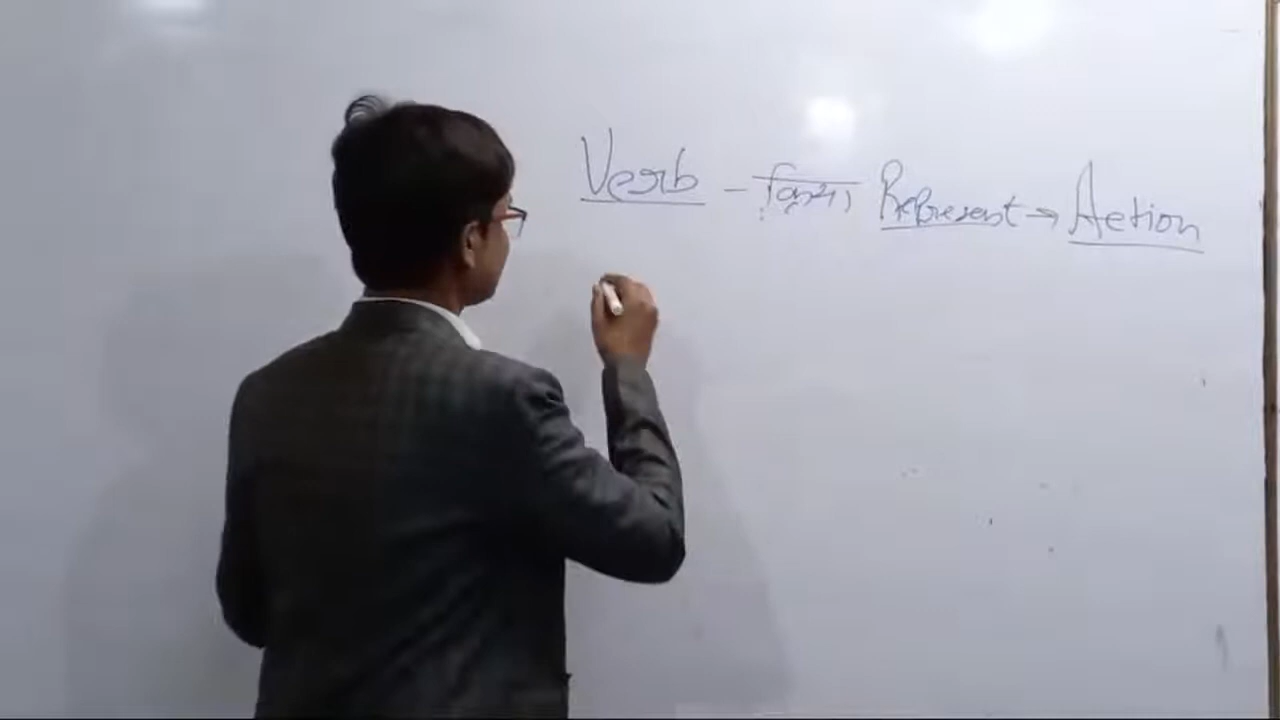 Verb - क्रिया Represent → Action